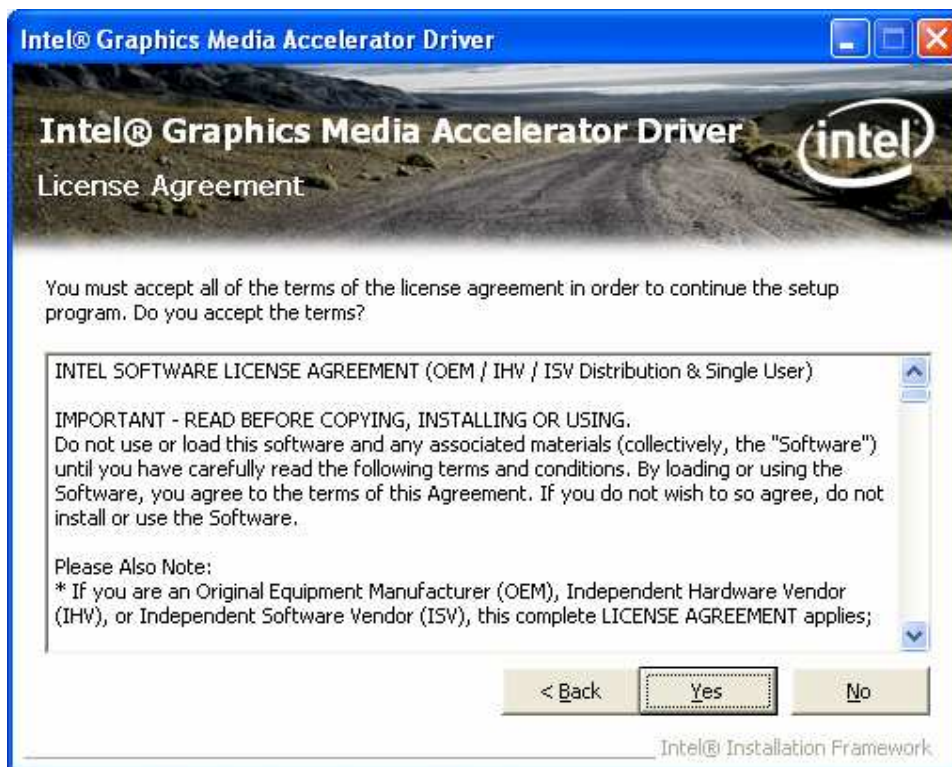 Intel® Graphics Media Accelerator Driver
Intel® Graphics Media Accelerator Driver
intel
License Agreement
You must accept all of the terms of the license agreement in order to continue the setup
program. Do you accept the terms?
INTEL SOFTWARE LICENSE AGREEMENT (OEM / IHV / ISV Distribution & Single User)
IMPORTANT - READ BEFORE COPYING, INSTALLING OR USING.
Do not use or load this software and any associated materials (collectively, the "Software")
until you have carefully read the following terms and conditions. By loading or using the
Software, you agree to the terms of this Agreement. If you do not wish to so agree, do not
install or use the Software.
Please Also Note:
* If you are an Original Equipment Manufacturer (OEM), Independent Hardware Vendor
(IHV), or Independent Software Vendor (ISV), this complete LICENSE AGREEMENT applies;
< Back Yes No
Intel® Installation Framework